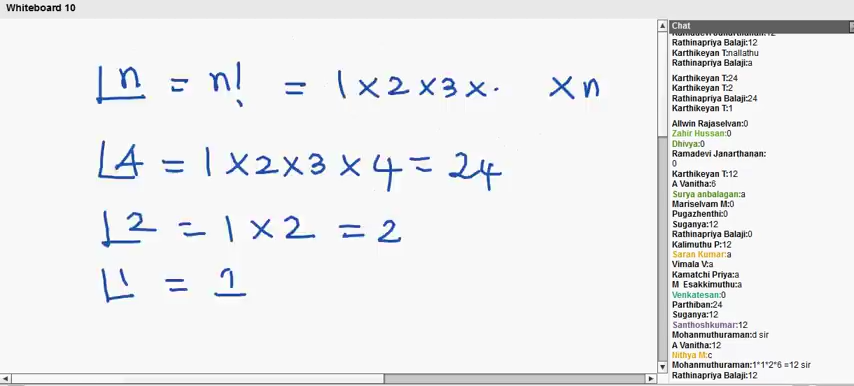 Whiteboard 10
∟n = n! = 1 × 2 × 3 × . × n
∟4 = 1 × 2 × 3 × 4 = 24
∟2 = 1 × 2 = 2
∟1 = 1
Chat
Rathinapriya Balaji:12
Karthikeyan T:nallathu
Rathinapriya Balaji:a
Karthikeyan T:24
Karthikeyan T:2
Rathinapriya Balaji:24
Karthikeyan T:1
Allwin Rajaselvan:0
Zahir Hussan:0
Dhivya:0
Ramadevi Janarthanan:
0
Karthikeyan T:12
A Vanitha:6
Surya anbalagan:a
Mariselvam M:0
Pugazhenthi:0
Suganya:12
Rathinapriya Balaji:0
Kalimuthu P:12
Saran Kumar:a
Vimala V:a
Kamatchi Priya:a
M Esakkimuthu:a
Venkatesan:0
Parthiban:24
Suganya:12
Santhoshkumar:12
Mohanmuthuraman:d sir
A Vanitha:12
Nithya M:c
Mohanmuthuraman:1*1*2*6 =12 sir
Rathinapriya Balaji:12